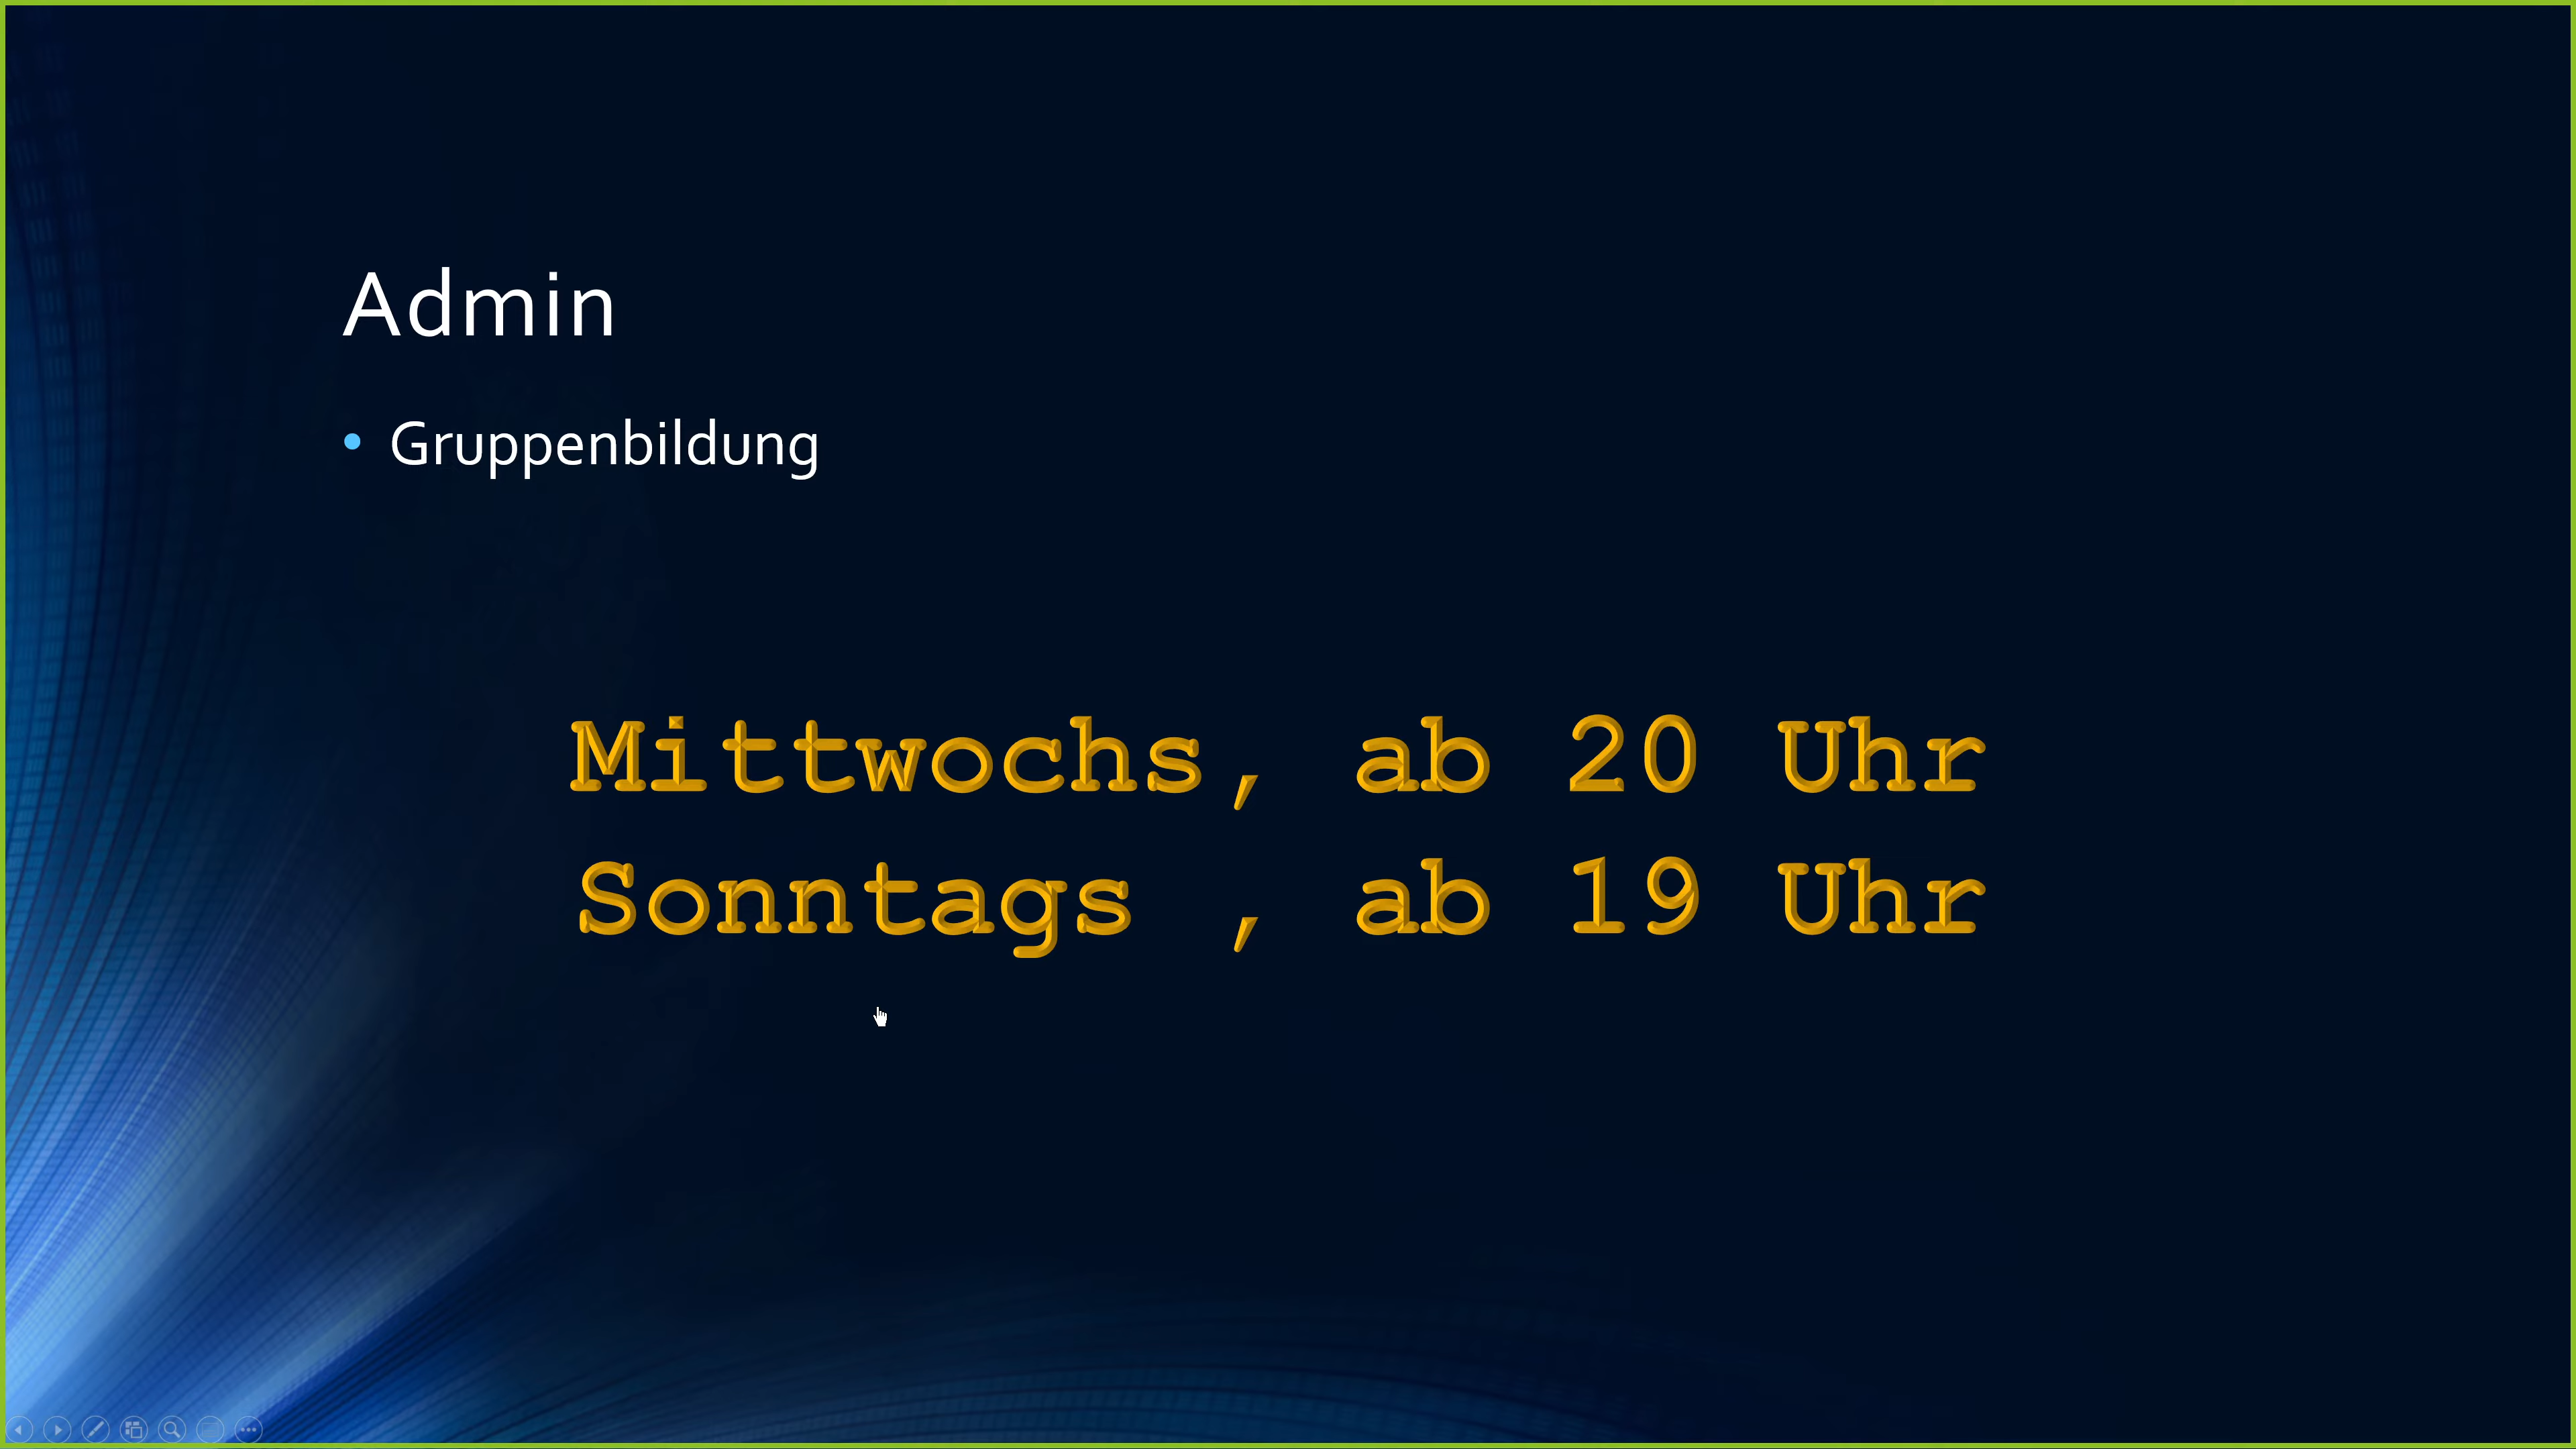 Admin
• Gruppenbildung
Mittwochs, ab 20 Uhr
Sonntags , ab 19 Uhr